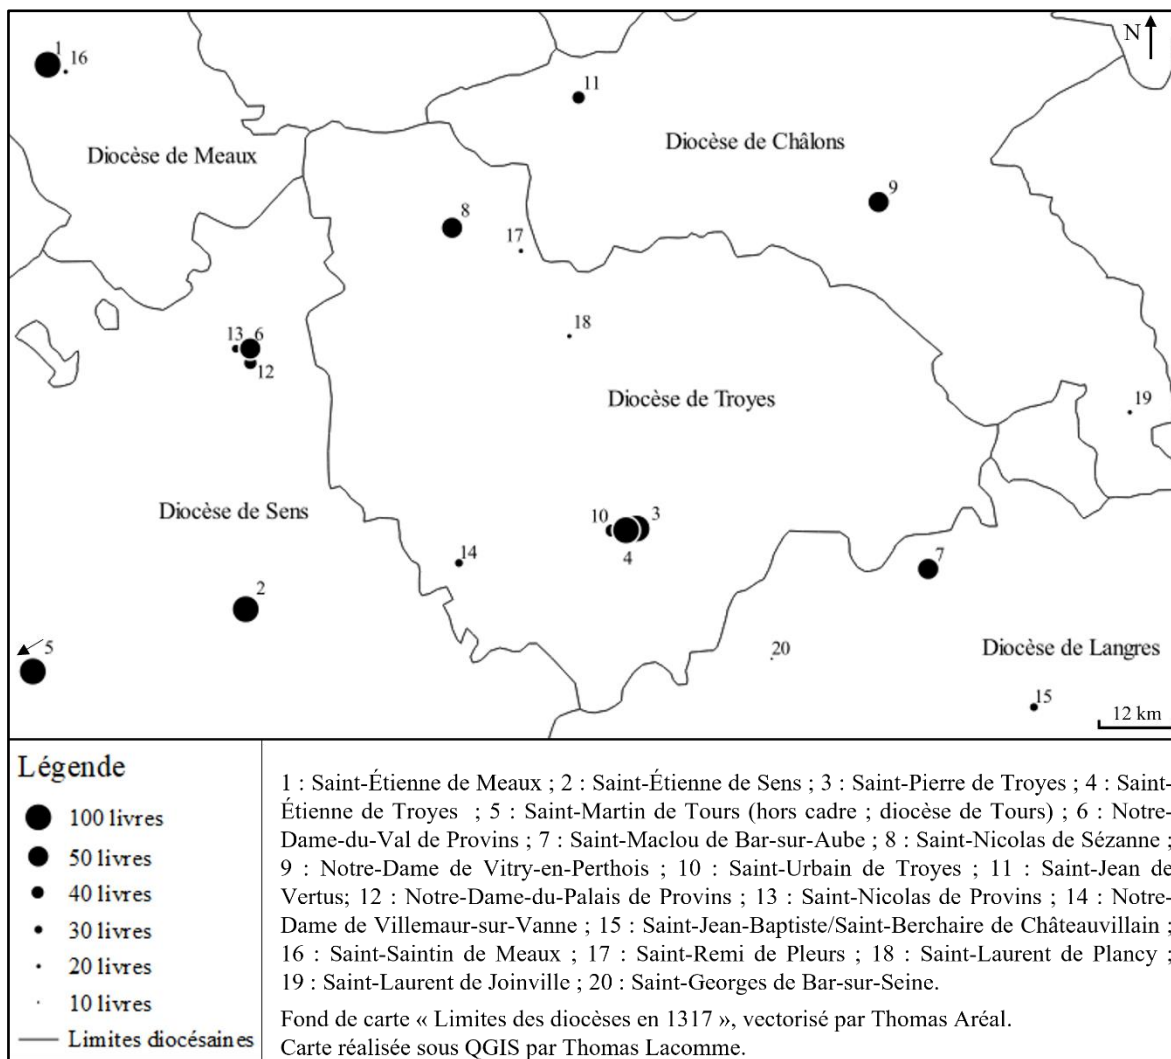 N
1
16
11
Diocèse de Meaux
Diocèse de Châlons
9
8
17
18
13
6
12
Diocèse de Troyes
19
Diocèse de Sens
10
3
4
14
7
2
5
20
Diocèse de Langres
15
12 km
Légende
100 livres
50 livres
40 livres
30 livres
20 livres
10 livres
Limites diocésaines
1 : Saint-Étienne de Meaux ; 2 : Saint-Étienne de Sens ; 3 : Saint-Pierre de Troyes ; 4 : Saint-
Étienne de Troyes ; 5 : Saint-Martin de Tours (hors cadre ; diocèse de Tours) ; 6 : Notre-
Dame-du-Val de Provins ; 7 : Saint-Maclou de Bar-sur-Aube ; 8 : Saint-Nicolas de Sézanne ;
9 : Notre-Dame de Vitry-en-Perthois ; 10 : Saint-Urbain de Troyes ; 11 : Saint-Jean de
Vertus; 12 : Notre-Dame-du-Palais de Provins ; 13 : Saint-Nicolas de Provins ; 14 : Notre-
Dame de Villemaur-sur-Vanne ; 15 : Saint-Jean-Baptiste/Saint-Berchaire de Châteauvillain ;
16 : Saint-Saintin de Meaux ; 17 : Saint-Remi de Pleurs ; 18 : Saint-Laurent de Plancy ;
19 : Saint-Laurent de Joinville ; 20 : Saint-Georges de Bar-sur-Seine.
Fond de carte « Limites des diocèses en 1317 », vectorisé par Thomas Aréal.
Carte réalisée sous QGIS par Thomas Lacomme.